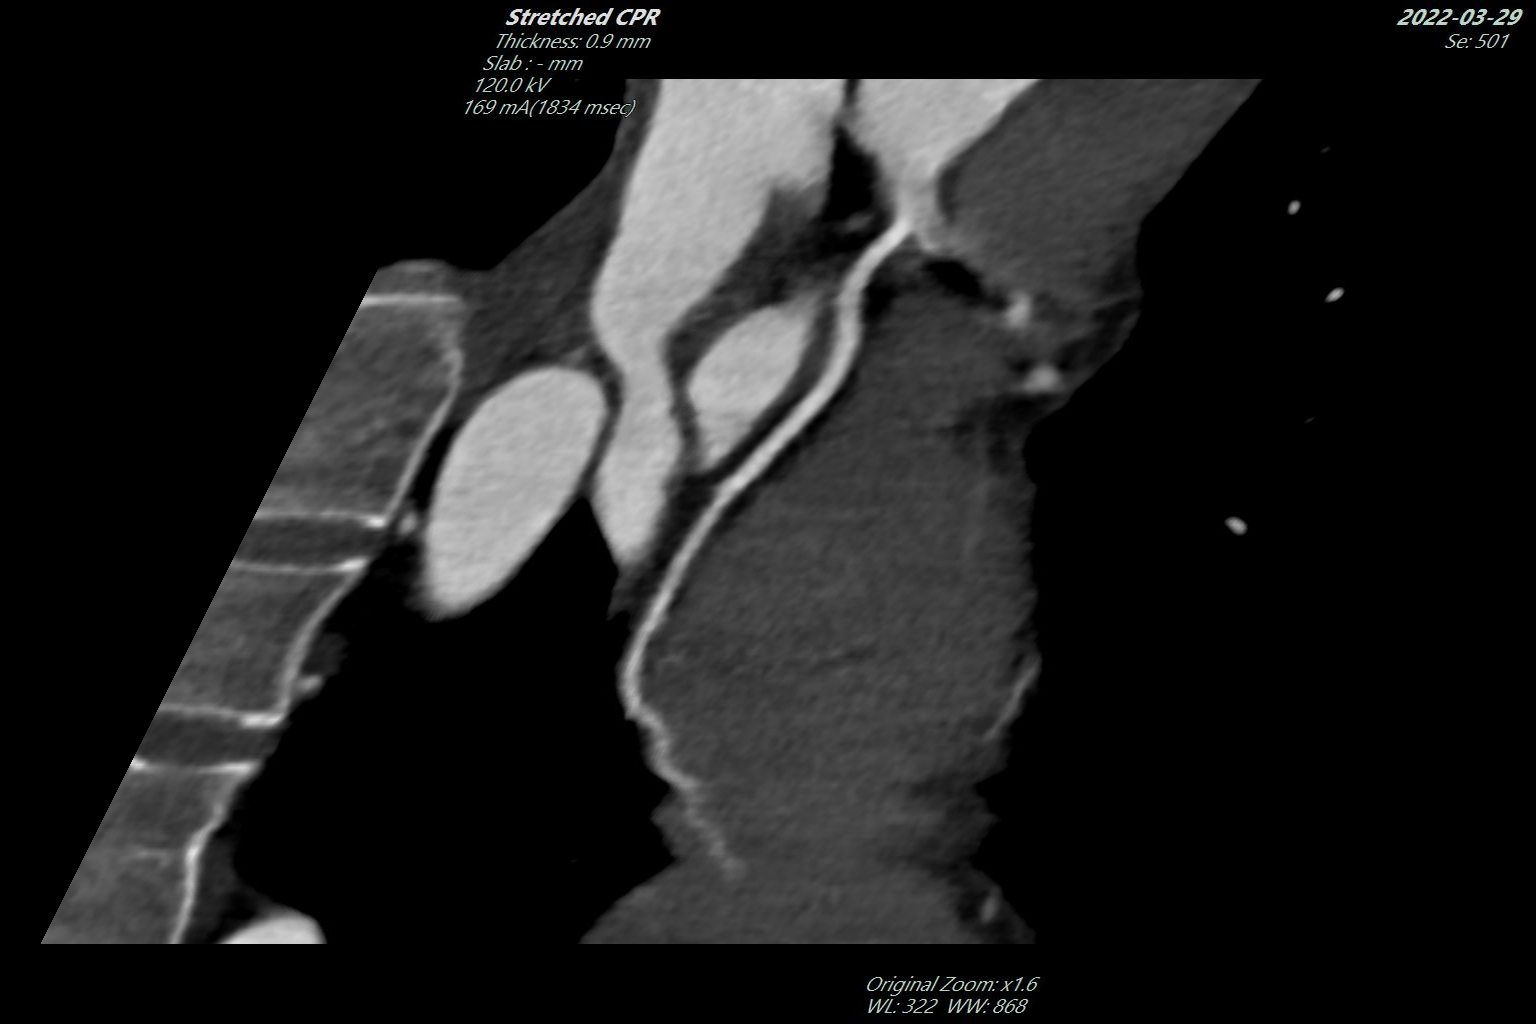 Stretched CPR
Thickness: 0.9 mm
Slab : - mm
120.0 kV
169 mA(1834 msec)
2022-03-29
Se: 501
Original Zoom: x1.6
WL: 322 WW: 868